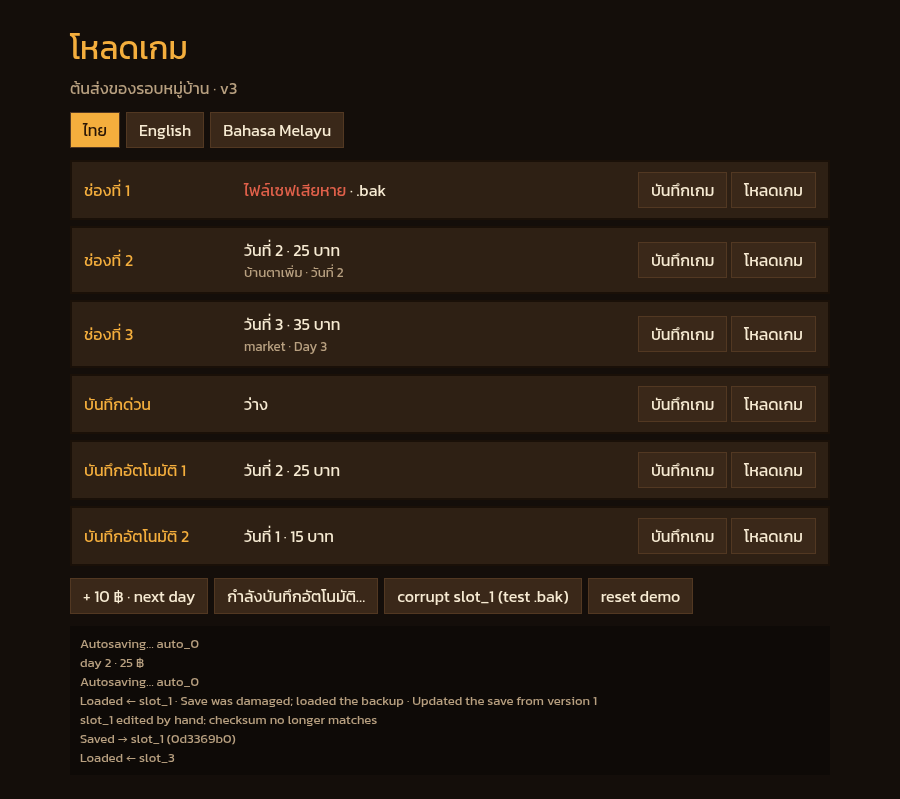 โหลดเกม
ต้นส่งของรอบหมู่บ้าน · v3
ไทย English Bahasa Melayu
ช่องที่ 1 ไฟล์เซฟเสียหาย · .bak บันทึกเกม โหลดเกม
ช่องที่ 2 วันที่ 2 · 25 บาท บันทึกเกม โหลดเกม
บ้านตาเพิ่ม · วันที่ 2
ช่องที่ 3 วันที่ 3 · 35 บาท บันทึกเกม โหลดเกม
market · Day 3
บันทึกด่วน ว่าง บันทึกเกม โหลดเกม
บันทึกอัตโนมัติ 1 วันที่ 2 · 25 บาท บันทึกเกม โหลดเกม
บันทึกอัตโนมัติ 2 วันที่ 1 · 15 บาท บันทึกเกม โหลดเกม
+ 10 ฿ · next day กำลังบันทึกอัตโนมัติ… corrupt slot_1 (test .bak) reset demo
Autosaving… auto_0
day 2 · 25 ฿
Autosaving… auto_0
Loaded ← slot_1 · Save was damaged; loaded the backup · Updated the save from version 1
slot_1 edited by hand: checksum no longer matches
Saved → slot_1 (0d3369b0)
Loaded ← slot_3